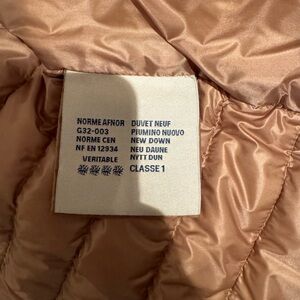 NORME AFNOR DUVET NEUF
G32-003 PIUMINO NUOVO
NORME CEN NEW DOWN
NF EN 12934 NEU DAUNE
VERITABLE NYTT DUN
CLASSE 1